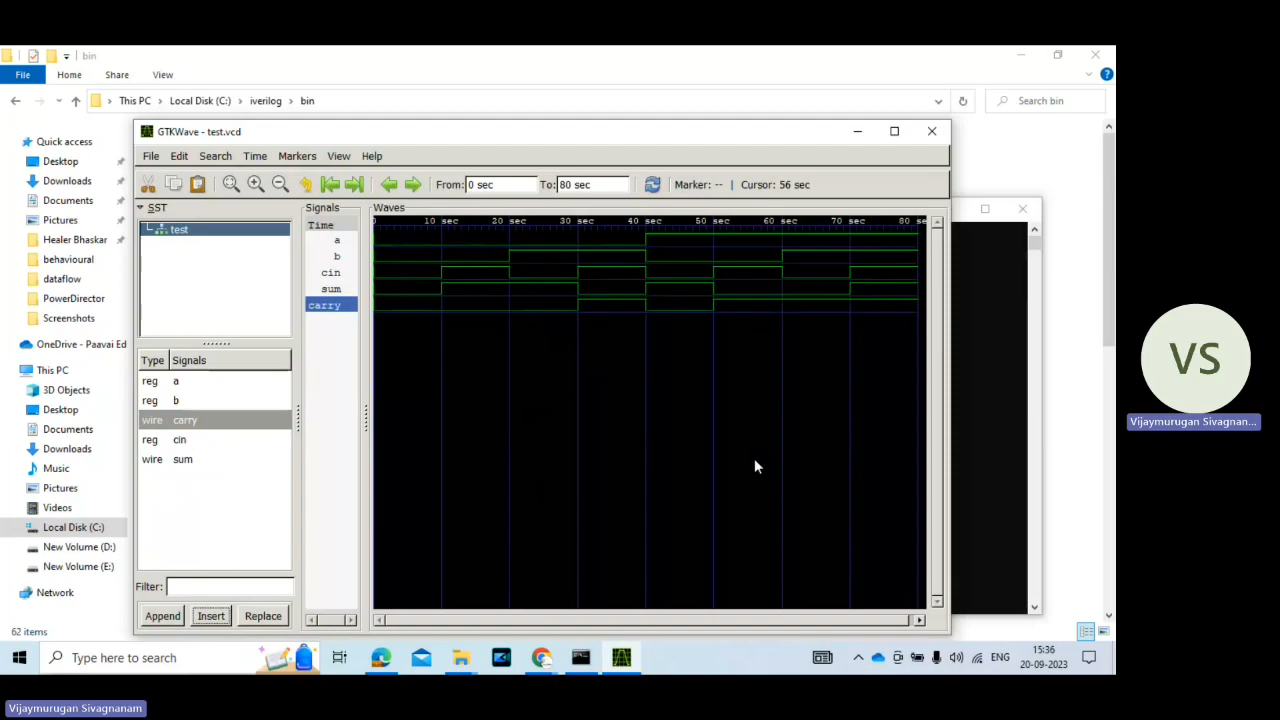 bin
File Home Share View
This PC Local Disk (C:) iverilog bin Search bin
GTKWave - test.vcd
File Edit Search Time Markers View Help
From: 0 sec To: 80 sec Marker: -- | Cursor: 56 sec
Quick access
Desktop
Downloads
Documents
Pictures
Healer Bhaskar
behavioural
dataflow
PowerDirector
Screenshots
OneDrive - Paavai Ed
This PC
3D Objects
Desktop
Documents
Downloads
Music
Pictures
Videos
Local Disk (C:)
New Volume (D:)
New Volume (E:)
Network
62 items
SST
test
Type Signals
reg a
reg b
wire carry
reg cin
wire sum
Filter:
Append Insert Replace
Signals
Time
a
b
cin
sum
carry
Waves
0 10 sec 20 sec 30 sec 40 sec 50 sec 60 sec 70 sec 80 se
VS
Vijaymurugan Sivagnan...
Type here to search
ENG
15:36
20-09-2023
Vijaymurugan Sivagnanam